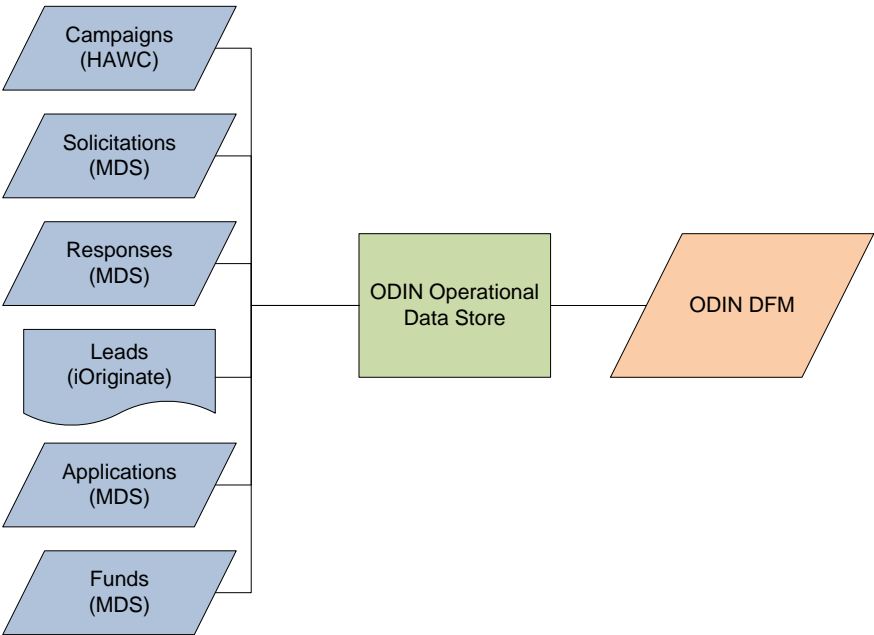 Campaigns
(HAWC)
Solicitations
(MDS)
Responses
(MDS)
Leads
(iOriginate)
Applications
(MDS)
Funds
(MDS)
ODIN Operational
Data Store
ODIN DFM